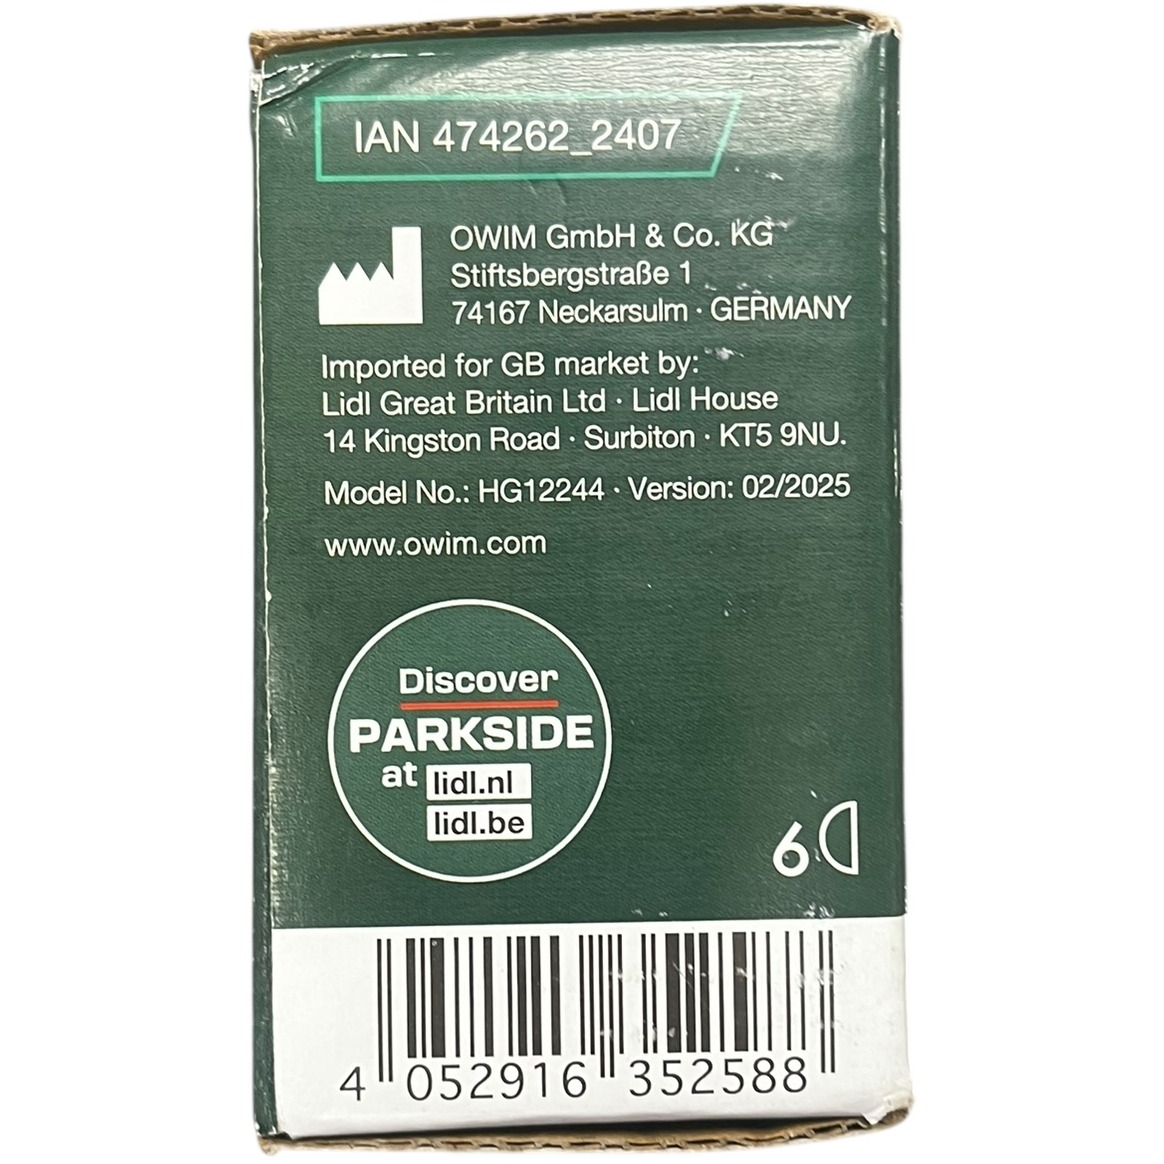 IAN 474262_2407
OWIM GmbH & Co. KG
Stiftsbergstraße 1
74167 Neckarsulm · GERMANY
Imported for GB market by:
Lidl Great Britain Ltd · Lidl House
14 Kingston Road · Surbiton · KT5 9NU.
Model No.: HG12244 · Version: 02/2025
www.owim.com
Discover
PARKSIDE
at lidl.nl
lidl.be
6
4 052916 352588